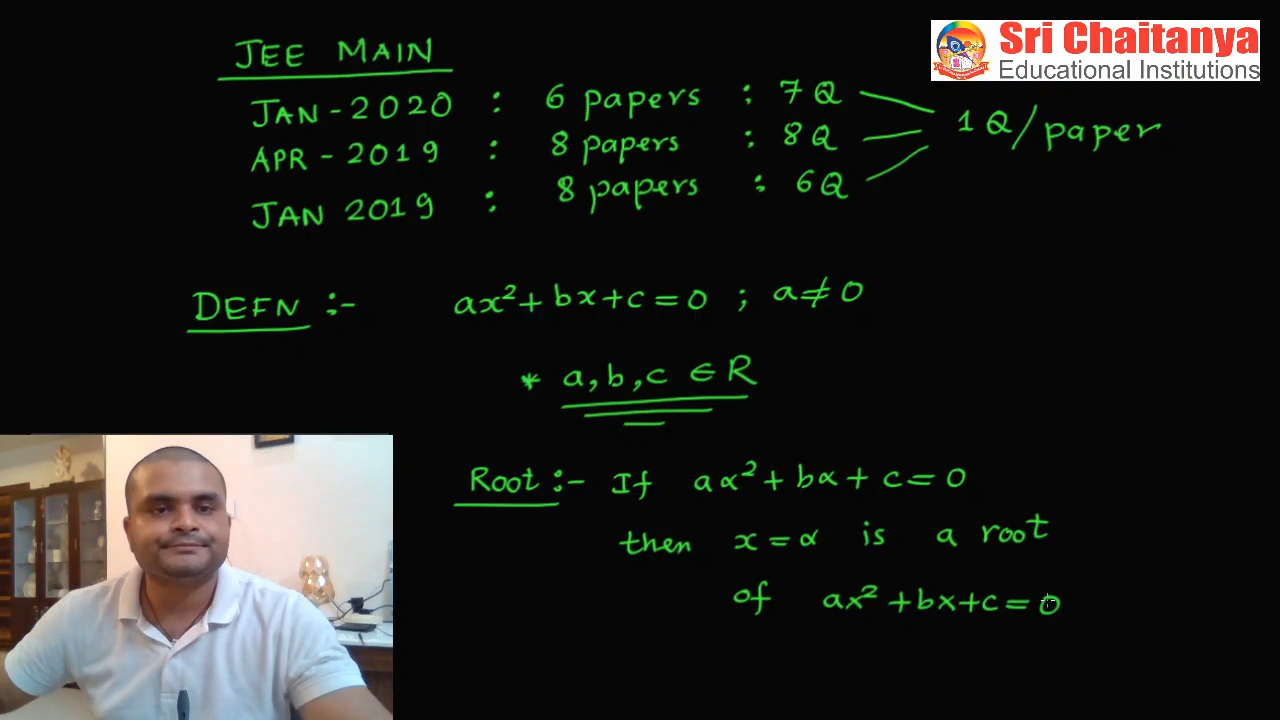 JEE MAIN
Sri Chaitanya
Educational Institutions
JAN - 2020 : 6 papers : 7Q
APR - 2019 : 8 papers : 8Q
1Q/paper
JAN 2019 : 8 papers : 6Q
DEFN :- ax²+bx+c=0 ; a≠0
* a,b,c ∈ R
Root :- If aα²+bα+c=0
then x=α is a root
of ax²+bx+c=0